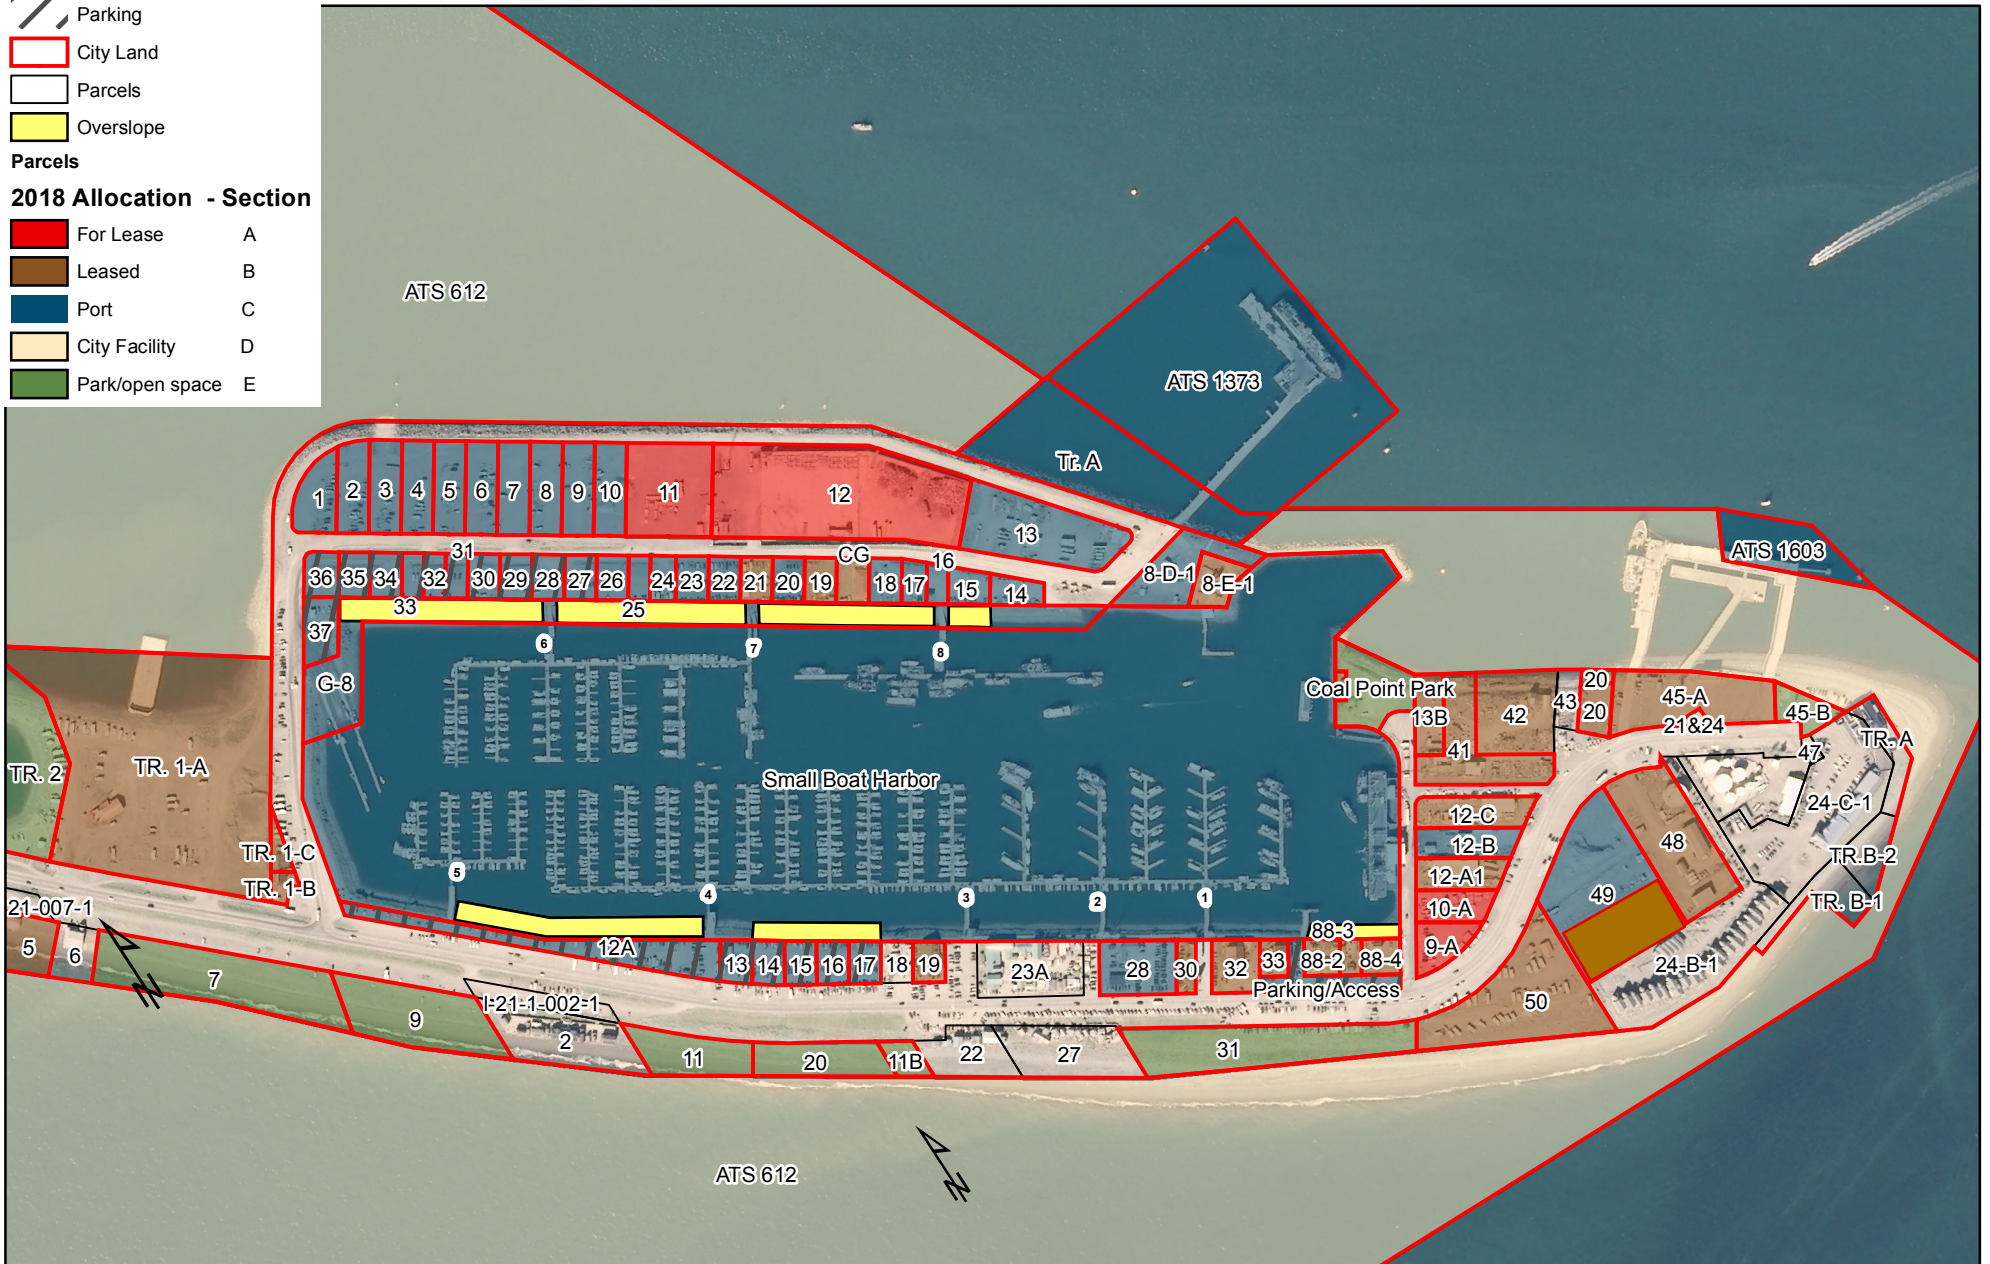 Parking
City Land
Parcels
Overslope
Parcels
2018 Allocation - Section
For Lease A
Leased B
Port C
City Facility D
Park/open space E
ATS 612
ATS 1373
Tr. A
1 2 3 4 5 6 7 8 9 10 11 12 13
ATS 1603
31 CG 16
36 35 34 32 30 29 28 27 26 24 23 22 21 20 19 18 17 15 14
8-D-1
8-E-1
33 25
37
6 7 8
G-8
Coal Point Park
13B 41 42 43
20
20
45-A
21&24
45-B
47
TR. A
TR. 2
TR. 1-A
Small Boat Harbor
24-C-1
12-C
12-B
12-A1
10-A
9-A
48
49
TR.B-2
TR. B-1
24-B-1
50
TR. 1-C
TR. 1-B
5 4 3 2 1
21-007-1
5 6 7
12A 13 14 15 16 17 18 19 23A 28 30 32 33 88-2 88-3 88-4
Parking/Access
I-21-1-002-1
9 2 11 20 11B 22 27 31
N
N
ATS 612